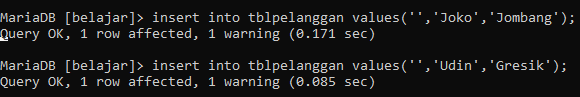 MariaDB [belajar]> insert into tblpelanggan values('','Joko','Jombang');
Query OK, 1 row affected, 1 warning (0.171 sec)
MariaDB [belajar]> insert into tblpelanggan values('','Udin','Gresik');
Query OK, 1 row affected, 1 warning (0.085 sec)